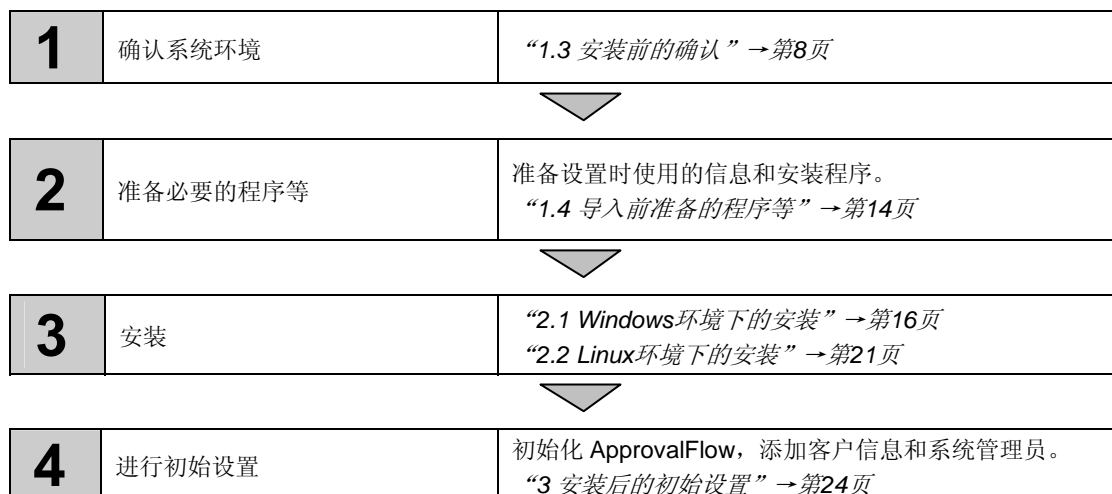 1
确认系统环境
“1.3 安装前的确认”→第8页
2
准备必要的程序等
准备设置时使用的信息和安装程序。
“1.4 导入前准备的程序等”→第14页
3
安装
“2.1 Windows环境下的安装”→第16页
“2.2 Linux环境下的安装”→第21页
4
进行初始设置
初始化 ApprovalFlow，添加客户信息和系统管理员。
“3 安装后的初始设置”→第24页